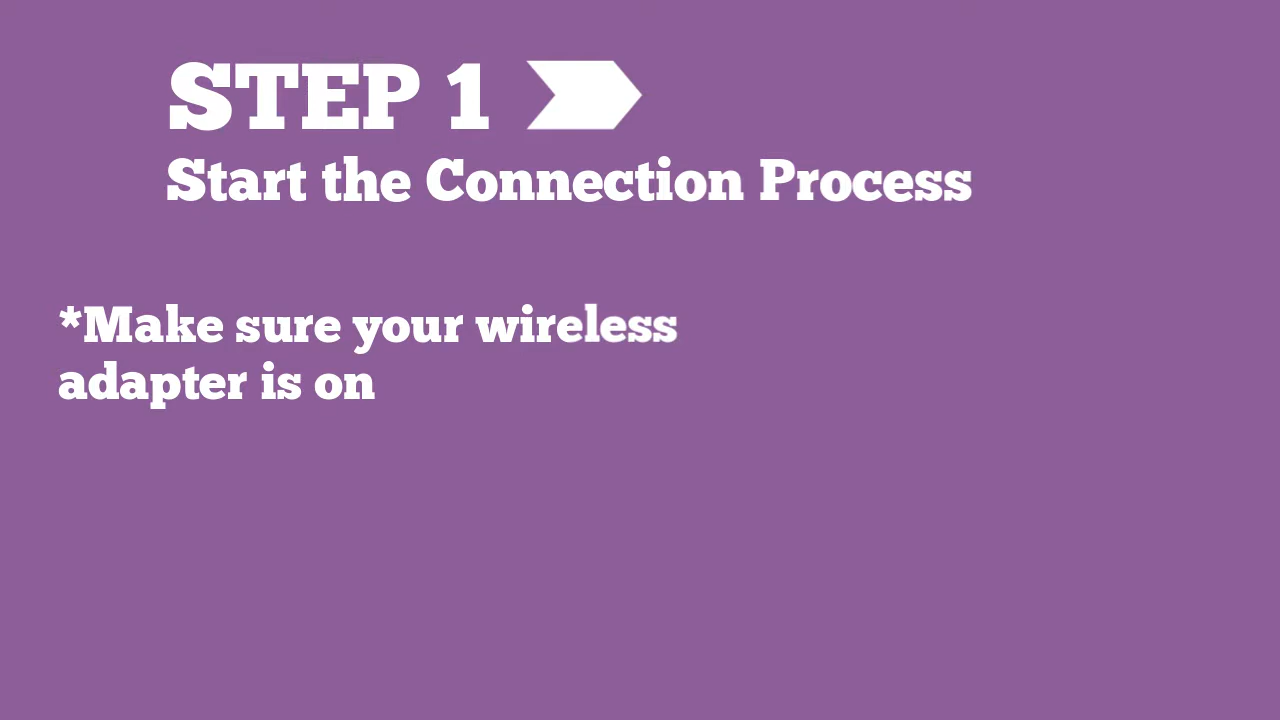 STEP 1
Start the Connection Process
*Make sure your wireless
adapter is on